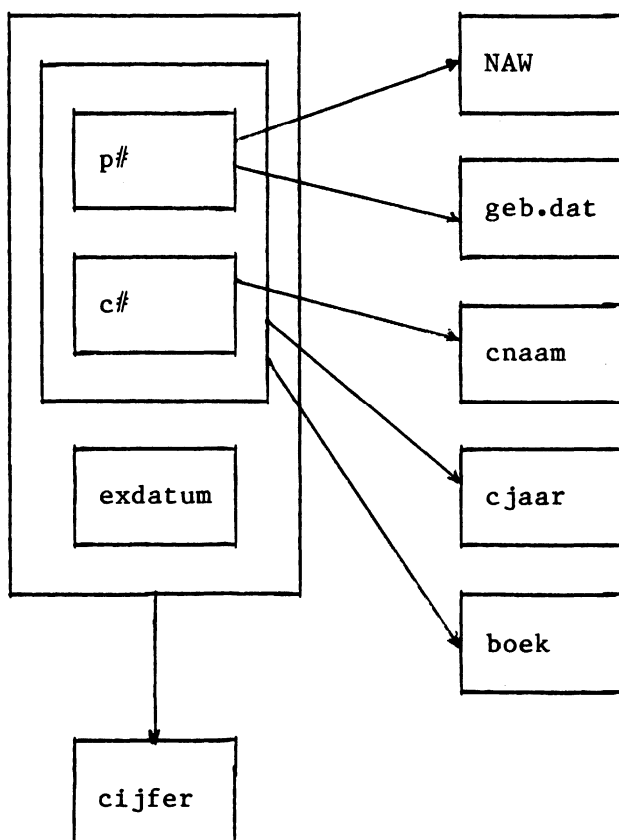 p#
c#
exdatum
cijfer
NAW
geb.dat
cnaam
cjaar
boek